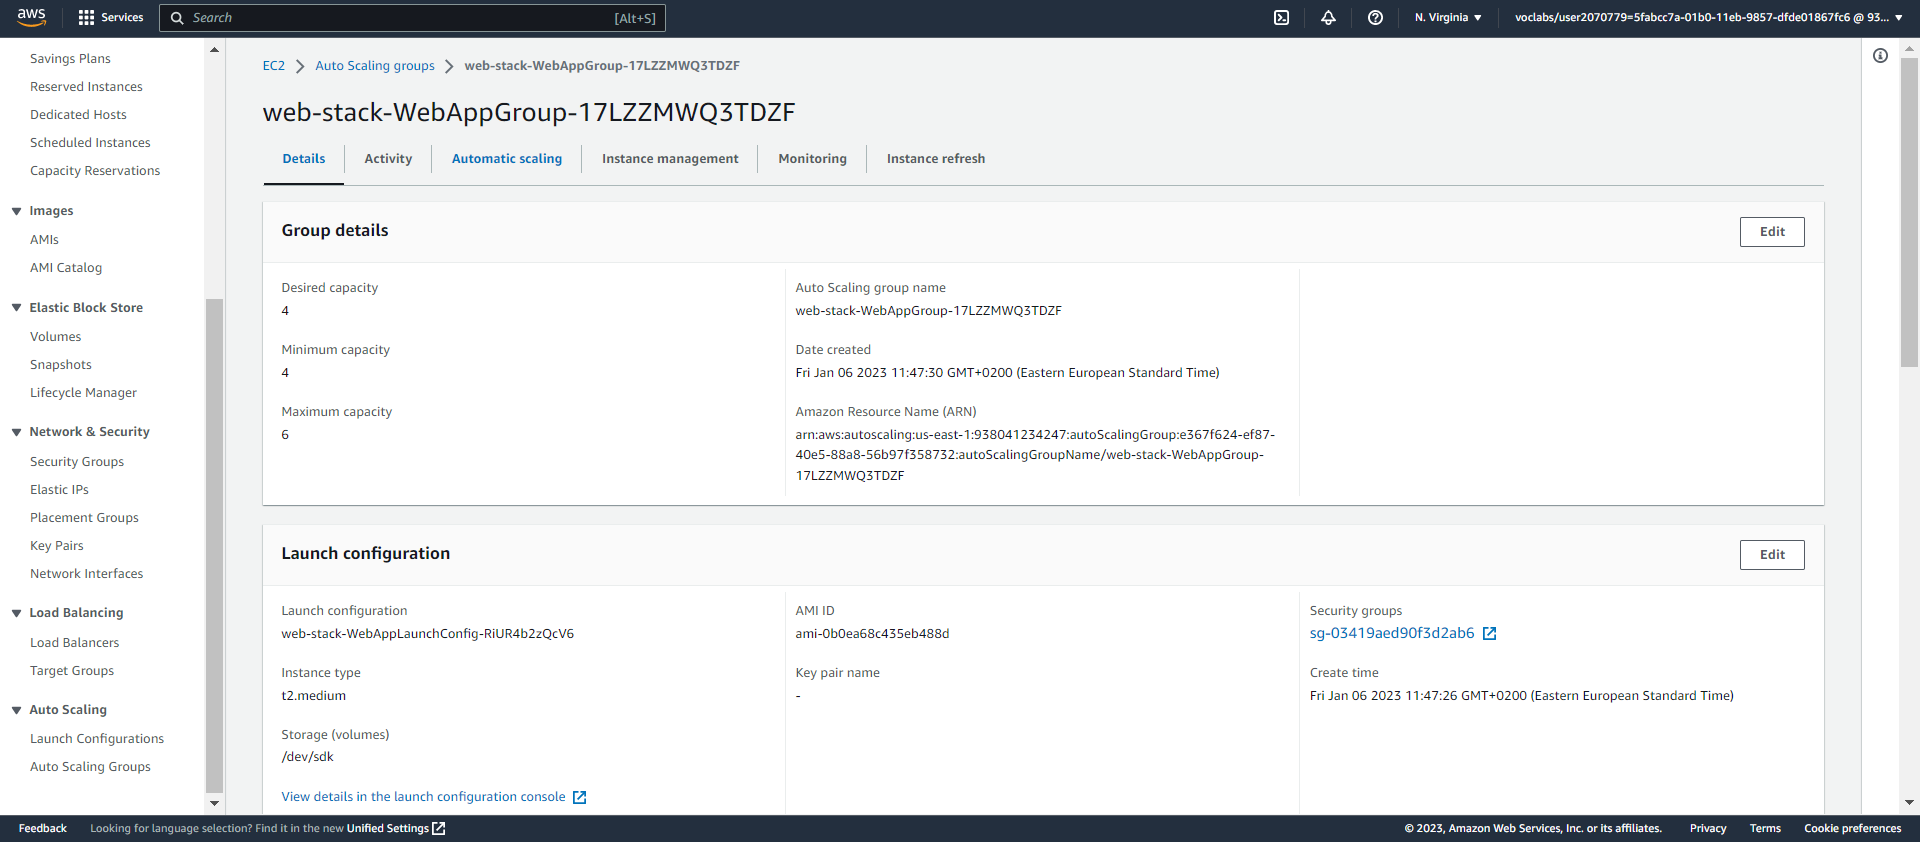 aws
Services
Search
[Alt+S]
N. Virginia
voclabs/user2070779=5fabcc7a-01b0-11eb-9857-dfde01867fc6 @ 93...
Savings Plans
Reserved Instances
Dedicated Hosts
Scheduled Instances
Capacity Reservations
Images
AMIs
AMI Catalog
Elastic Block Store
Volumes
Snapshots
Lifecycle Manager
Network & Security
Security Groups
Elastic IPs
Placement Groups
Key Pairs
Network Interfaces
Load Balancing
Load Balancers
Target Groups
Auto Scaling
Launch Configurations
Auto Scaling Groups
EC2
Auto Scaling groups
web-stack-WebAppGroup-17LZZMWQ3TDZF
web-stack-WebAppGroup-17LZZMWQ3TDZF
Details
Activity
Automatic scaling
Instance management
Monitoring
Instance refresh
Group details
Edit
Desired capacity
4
Minimum capacity
4
Maximum capacity
6
Auto Scaling group name
web-stack-WebAppGroup-17LZZMWQ3TDZF
Date created
Fri Jan 06 2023 11:47:30 GMT+0200 (Eastern European Standard Time)
Amazon Resource Name (ARN)
arn:aws:autoscaling:us-east-1:938041234247:autoScalingGroup:e367f624-ef87-
40e5-88a8-56b97f358732:autoScalingGroupName/web-stack-WebAppGroup-
17LZZMWQ3TDZF
Launch configuration
Edit
Launch configuration
web-stack-WebAppLaunchConfig-RiUR4b2zQcV6
Instance type
t2.medium
Storage (volumes)
/dev/sdk
View details in the launch configuration console
AMI ID
ami-0b0ea68c435eb488d
Key pair name
-
Security groups
sg-03419aed90f3d2ab6
Create time
Fri Jan 06 2023 11:47:26 GMT+0200 (Eastern European Standard Time)
Feedback
Looking for language selection? Find it in the new Unified Settings
© 2023, Amazon Web Services, Inc. or its affiliates.
Privacy
Terms
Cookie preferences